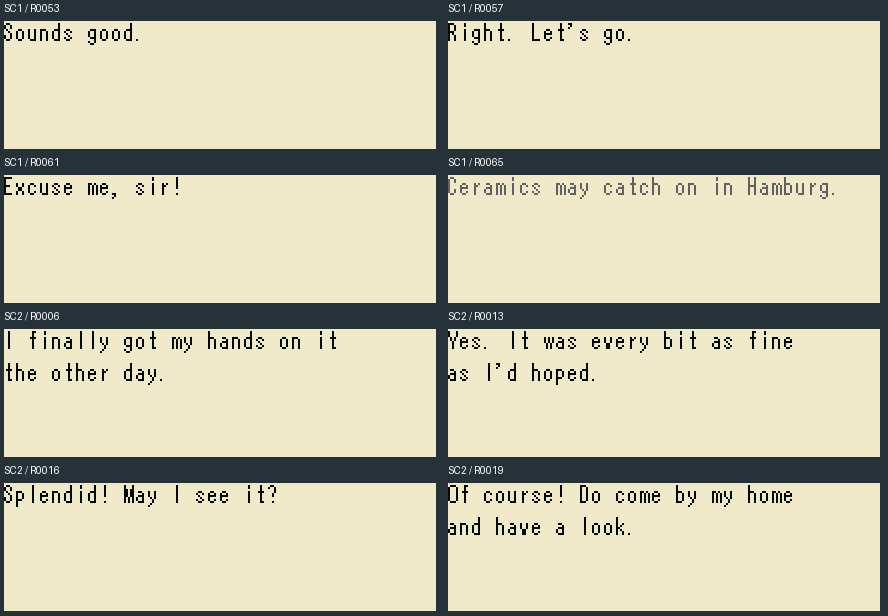 SC1/R0053
Sounds good.
SC1/R0057
Right. Let's go.
SC1/R0061
Excuse me, sir!
SC1/R0065
Ceramics may catch on in Hamburg.
SC2/R0006
I finally got my hands on it
the other day.
SC2/R0013
Yes. It was every bit as fine
as I'd hoped.
SC2/R0016
Splendid! May I see it?
SC2/R0019
Of course! Do come by my home
and have a look.